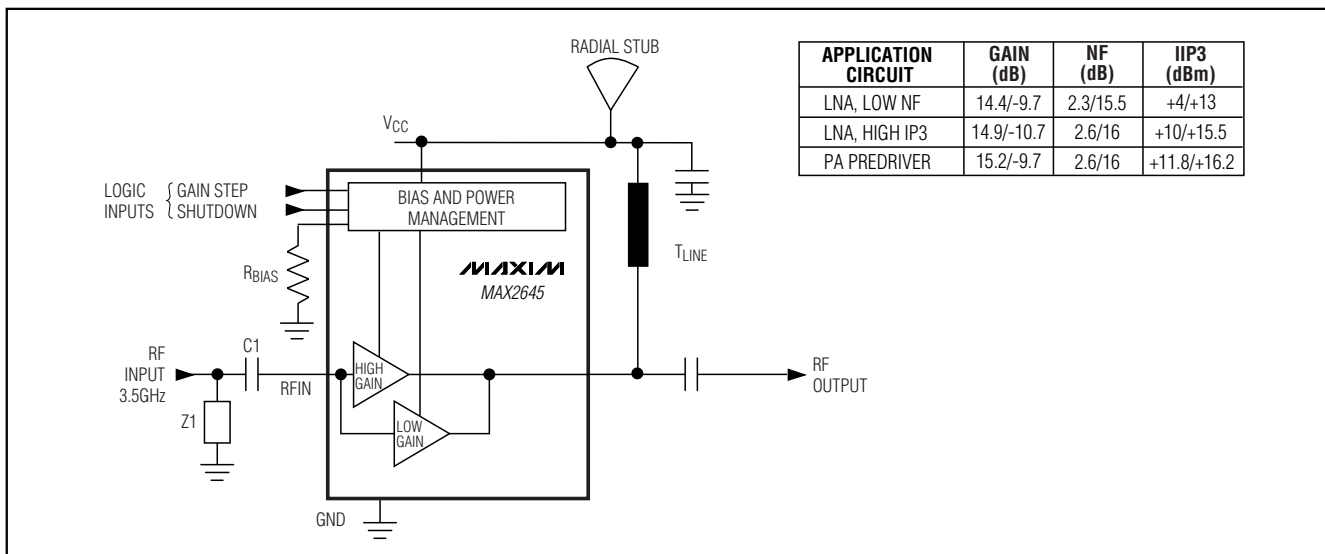 RADIAL STUB
VCC
LOGIC
INPUTS
GAIN STEP
SHUTDOWN
BIAS AND POWER
MANAGEMENT
RBIAS
MAXIM
MAX2645
TLINE
RF
INPUT
3.5GHz
C1
RFIN
Z1
HIGH
GAIN
LOW
GAIN
RF
OUTPUT
GND
APPLICATION CIRCUIT GAIN (dB) NF (dB) IIP3 (dBm)
LNA, LOW NF 14.4/-9.7 2.3/15.5 +4/+13
LNA, HIGH IP3 14.9/-10.7 2.6/16 +10/+15.5
PA PREDRIVER 15.2/-9.7 2.6/16 +11.8/+16.2